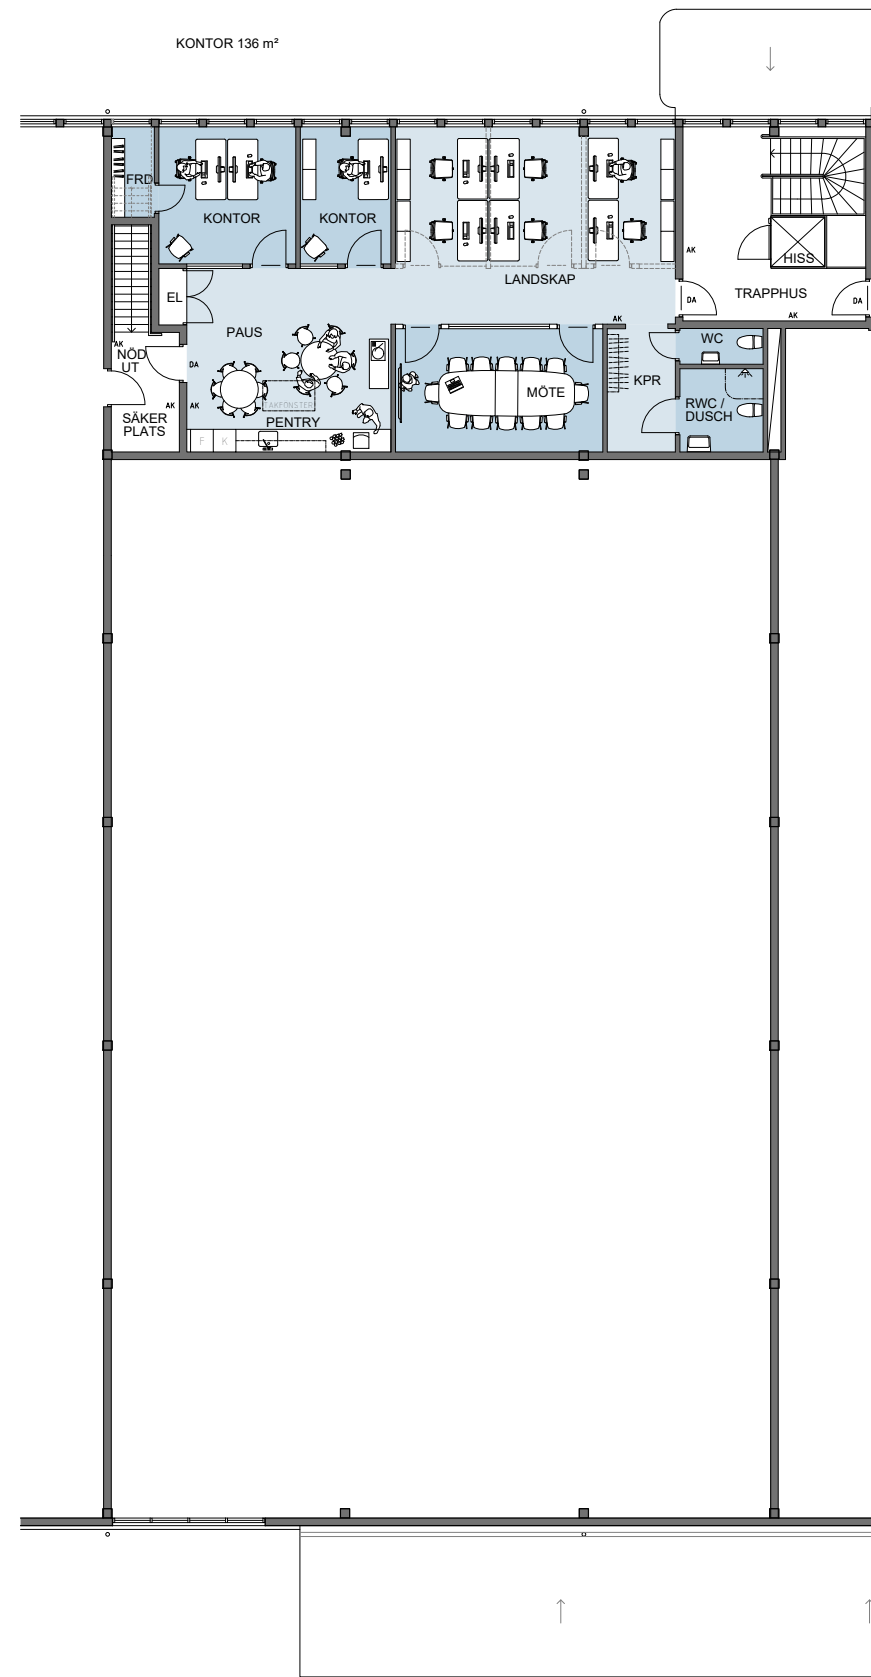 KONTOR 136 m²
FRD
KONTOR
KONTOR
LANDSKAP
AK
HISS
TRAPPHUS
DA
DA
AK
EL
PAUS
AK
NÖD
UT
DA
AK
AK
SÄKER
PLATS
TAKFÖNSTER
PENTRY
F
K
MÖTE
AK
KPR
WC
RWC /
DUSCH